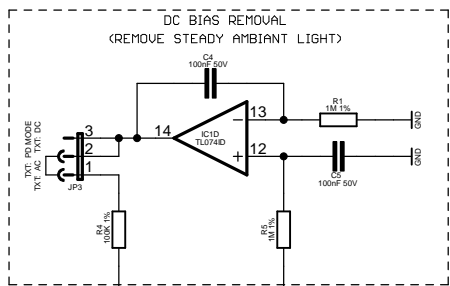 DC BIAS REMOVAL
(REMOVE STEADY AMBIANT LIGHT)
C4
100nF 50V
13
R1
1M 1%
GND
IC1D
TL074ID
14
12
C5
100nF 50V
GND
TXT: PD MODE
TXT: AC TXT: DC
3
2
1
JP3
R4
100K 1%
R5
1M 1%